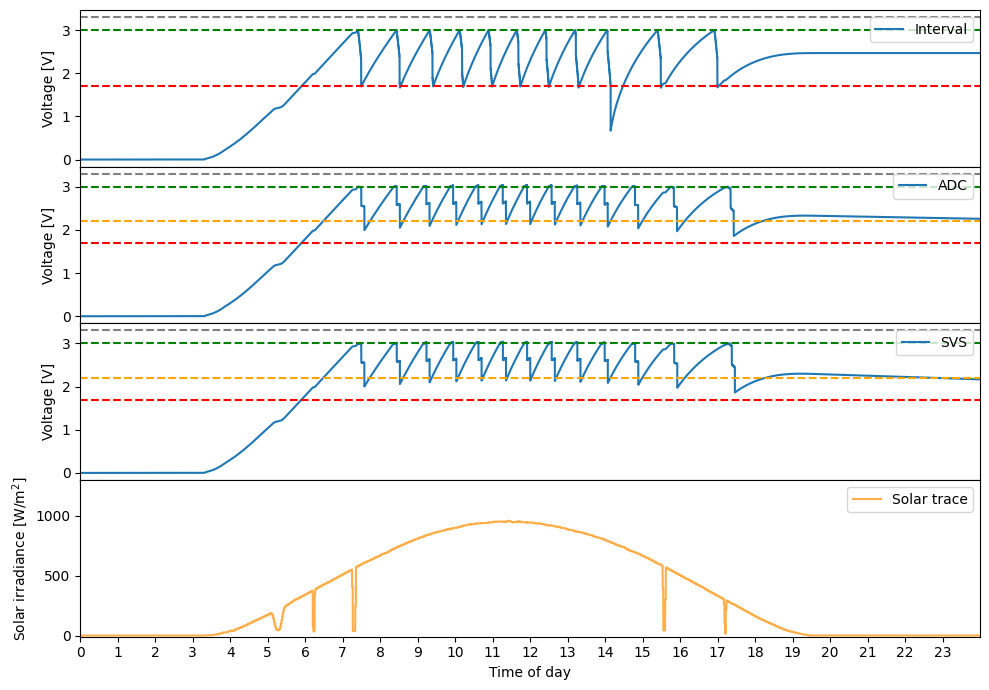 Voltage [V]
3
2
1
0
Interval
Voltage [V]
3
2
1
0
ADC
Voltage [V]
3
2
1
0
SVS
Solar irradiance [W/m²]
1000
500
0
Solar trace
0 1 2 3 4 5 6 7 8 9 10 11 12 13 14 15 16 17 18 19 20 21 22 23
Time of day